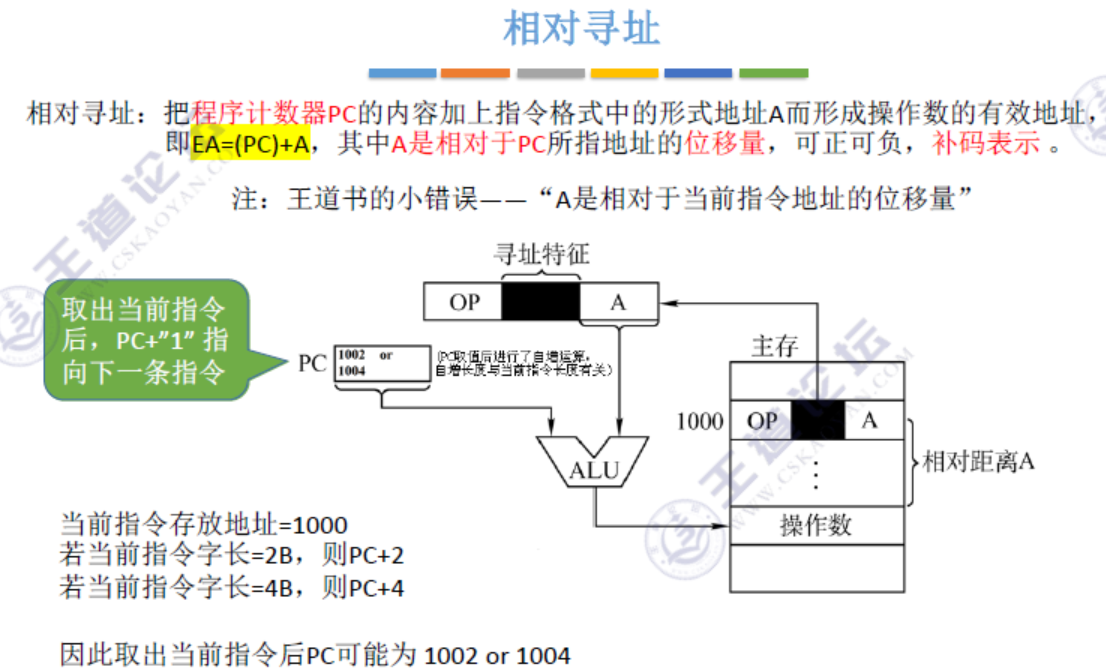 相对寻址
相对寻址：把程序计数器PC的内容加上指令格式中的形式地址A而形成操作数的有效地址，
即EA=(PC)+A，其中A是相对于PC所指地址的位移量，可正可负，补码表示 。
注：王道书的小错误——“A是相对于当前指令地址的位移量”
寻址特征
OP
A
取出当前指令
后，PC+”1” 指
向下一条指令
PC
1002 or
1004
(PC取值后进行了自增运算，
自增长度与当前指令长度有关)
主存
1000
OP
A
ALU
相对距离A
操作数
当前指令存放地址=1000
若当前指令字长=2B，则PC+2
若当前指令字长=4B，则PC+4
因此取出当前指令后PC可能为 1002 or 1004
王道论坛
WWW.CSKAOYAN.COM
王道论坛
WWW.CSKAOYAN.COM